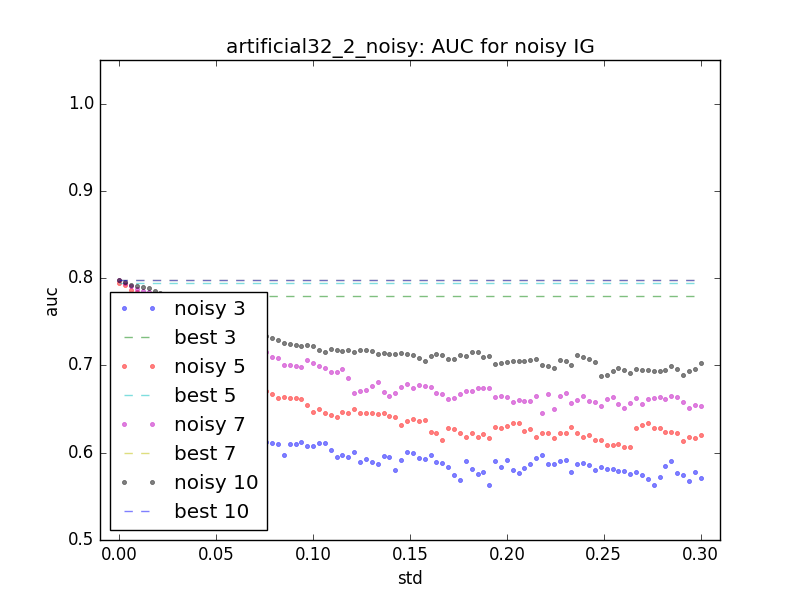 artificial32_2_noisy: AUC for noisy IG
1.0
0.9
0.8
0.7
0.6
0.5
auc
noisy 3
best 3
noisy 5
best 5
noisy 7
best 7
noisy 10
best 10
0.00 0.05 0.10 0.15 0.20 0.25 0.30
std